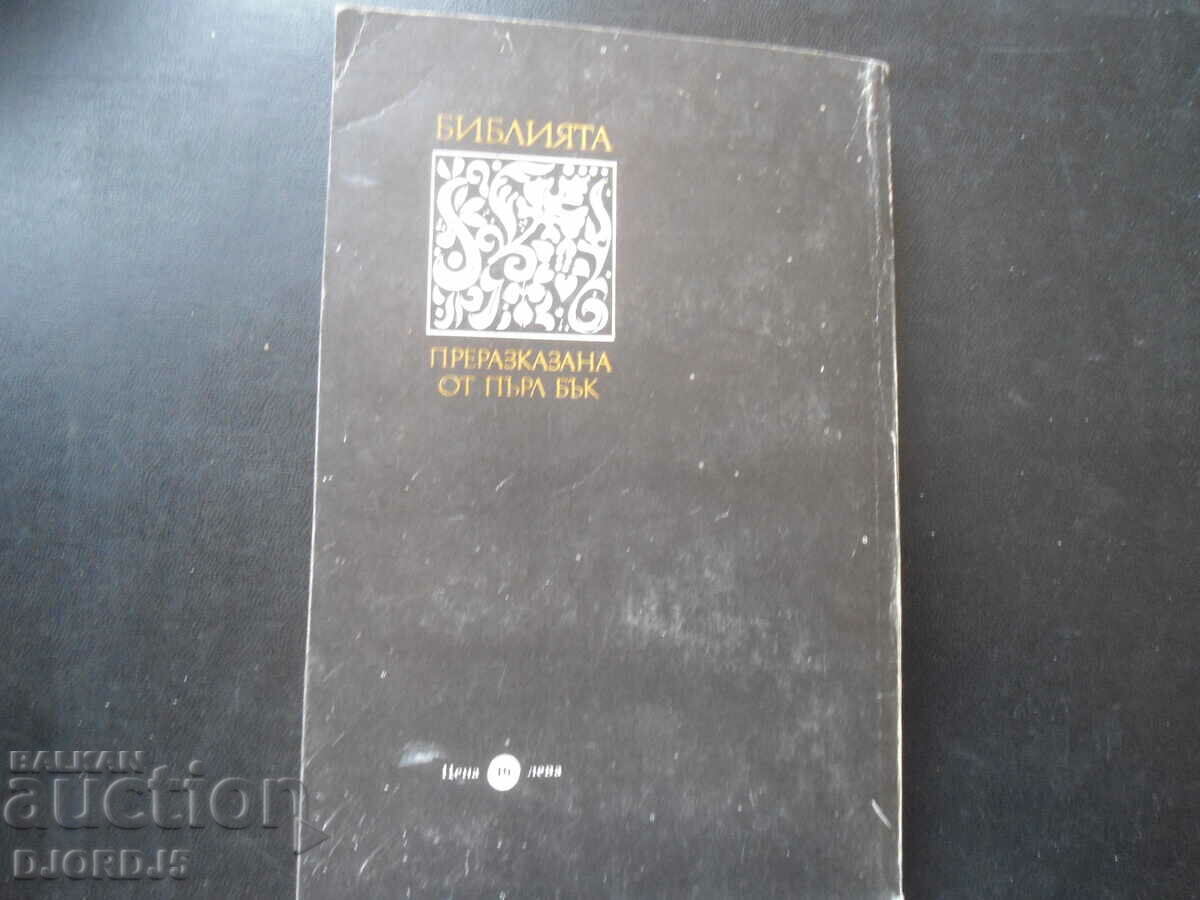 БИБЛИЯТА
ПРЕРАЗКАЗАНА
ОТ ПЪРЛ БЪК
Цена лева
BALKAN
auction
DJORDJ5